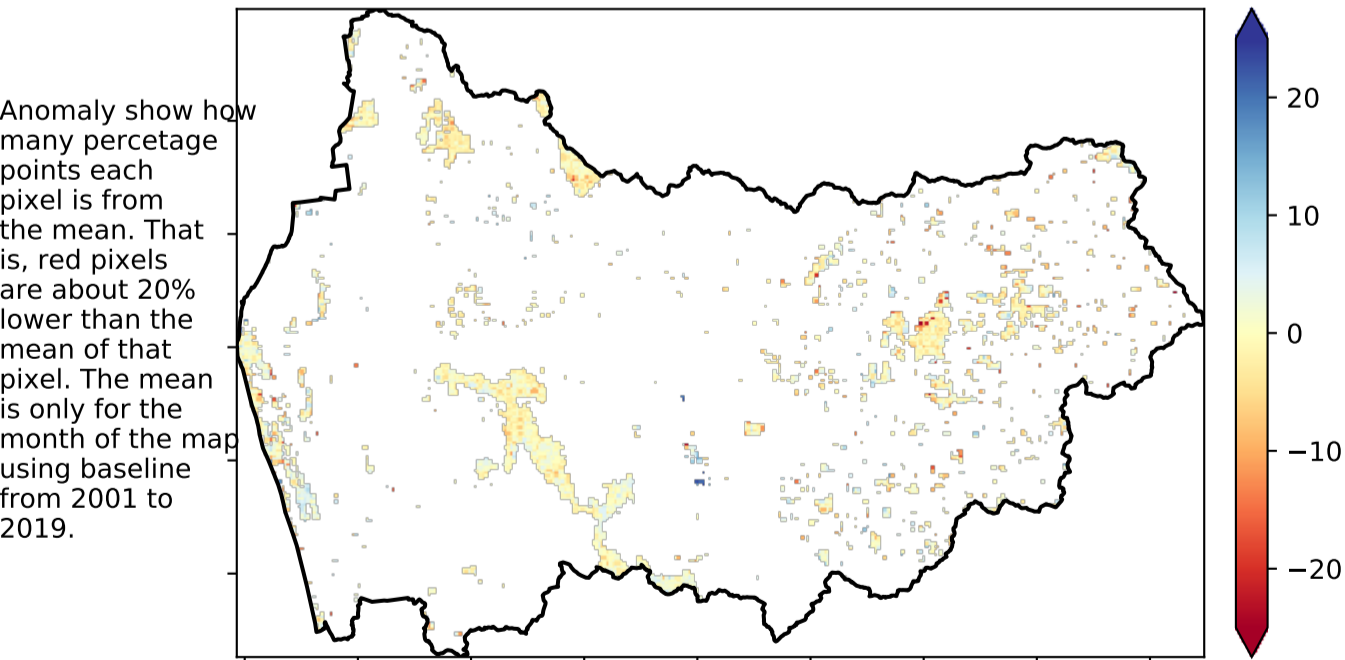 Anomaly show how
many percetage
points each
pixel is from
the mean. That
is, red pixels
are about 20%
lower than the
mean of that
pixel. The mean
is only for the
month of the map
using baseline
from 2001 to
2019.
20
10
0
−10
−20